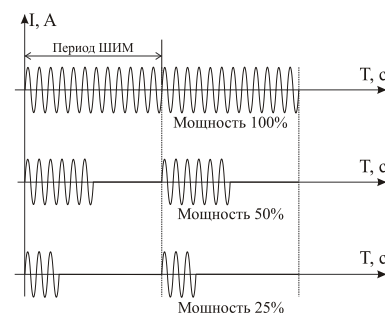 I, A
Период ШИМ
T, с
Мощность 100%
T, с
Мощность 50%
T, с
Мощность 25%